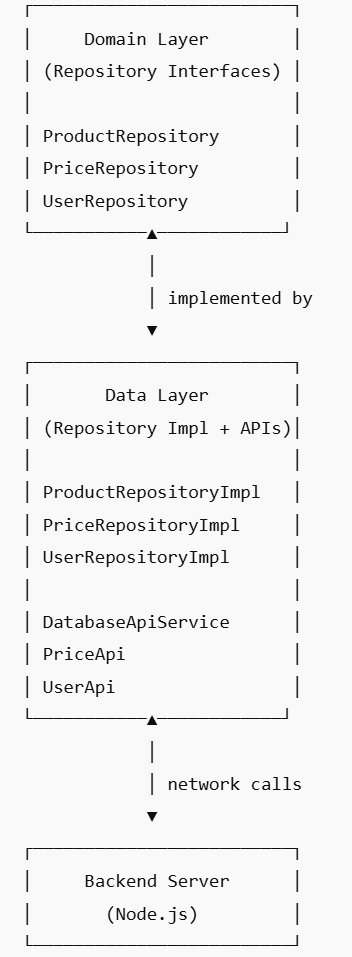 Domain Layer
(Repository Interfaces)
ProductRepository
PriceRepository
UserRepository
implemented by
Data Layer
(Repository Impl + APIs)
ProductRepositoryImpl
PriceRepositoryImpl
UserRepositoryImpl
DatabaseApiService
PriceApi
UserApi
network calls
Backend Server
(Node.js)